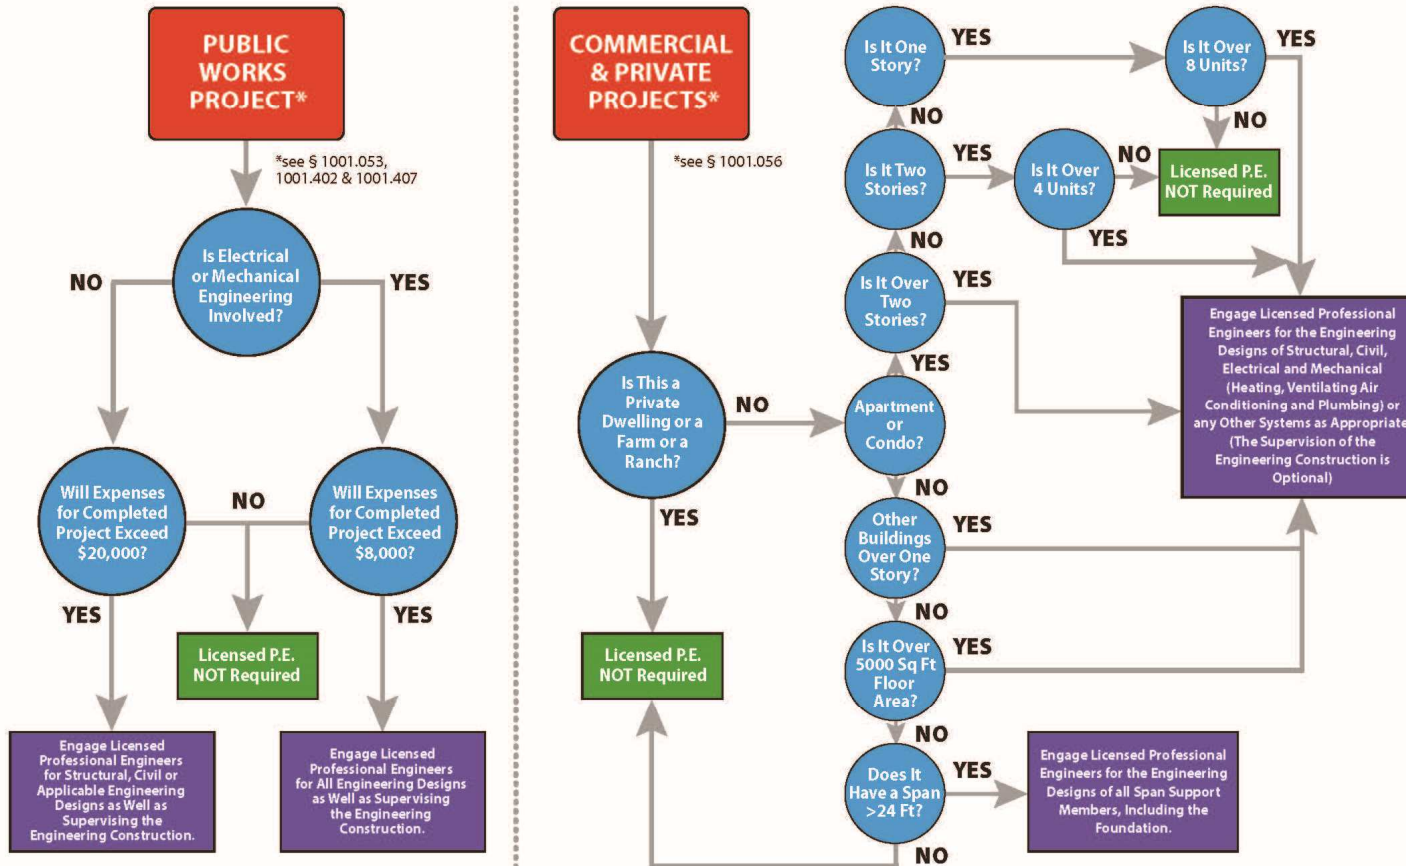 PUBLIC
WORKS
PROJECT*
*see § 1001.053,
1001.402 & 1001.407
Is Electrical
or Mechanical
Engineering
Involved?
NO
YES
Will Expenses
for Completed
Project Exceed
$20,000?
NO
Will Expenses
for Completed
Project Exceed
$8,000?
YES
YES
Licensed P.E.
NOT Required
Engage Licensed
Professional Engineers
for Structural, Civil or
Applicable Engineering
Designs as Well as
Supervising the
Engineering Construction.
Engage Licensed
Professional Engineers
for All Engineering Designs
as Well as Supervising
the Engineering
Construction.
COMMERCIAL
& PRIVATE
PROJECTS*
*see § 1001.056
Is This a
Private
Dwelling or a
Farm or a
Ranch?
NO
YES
Licensed P.E.
NOT Required
Is It One
Story?
YES
Is It Over
8 Units?
YES
NO
NO
Is It Two
Stories?
YES
Is It Over
4 Units?
NO
Licensed P.E.
NOT Required
YES
NO
Is It Over
Two
Stories?
YES
YES
Apartment
or
Condo?
NO
Other
Buildings
Over One
Story?
YES
NO
Is It Over
5000 Sq Ft
Floor
Area?
YES
NO
Does It
Have a Span
>24 Ft?
YES
NO
Engage Licensed Professional
Engineers for the Engineering
Designs of Structural, Civil,
Electrical and Mechanical
(Heating, Ventilating Air
Conditioning and Plumbing) or
any Other Systems as Appropriate
(The Supervision of the
Engineering Construction is
Optional)
Engage Licensed Professional
Engineers for the Engineering
Designs of all Span Support
Members, Including the
Foundation.